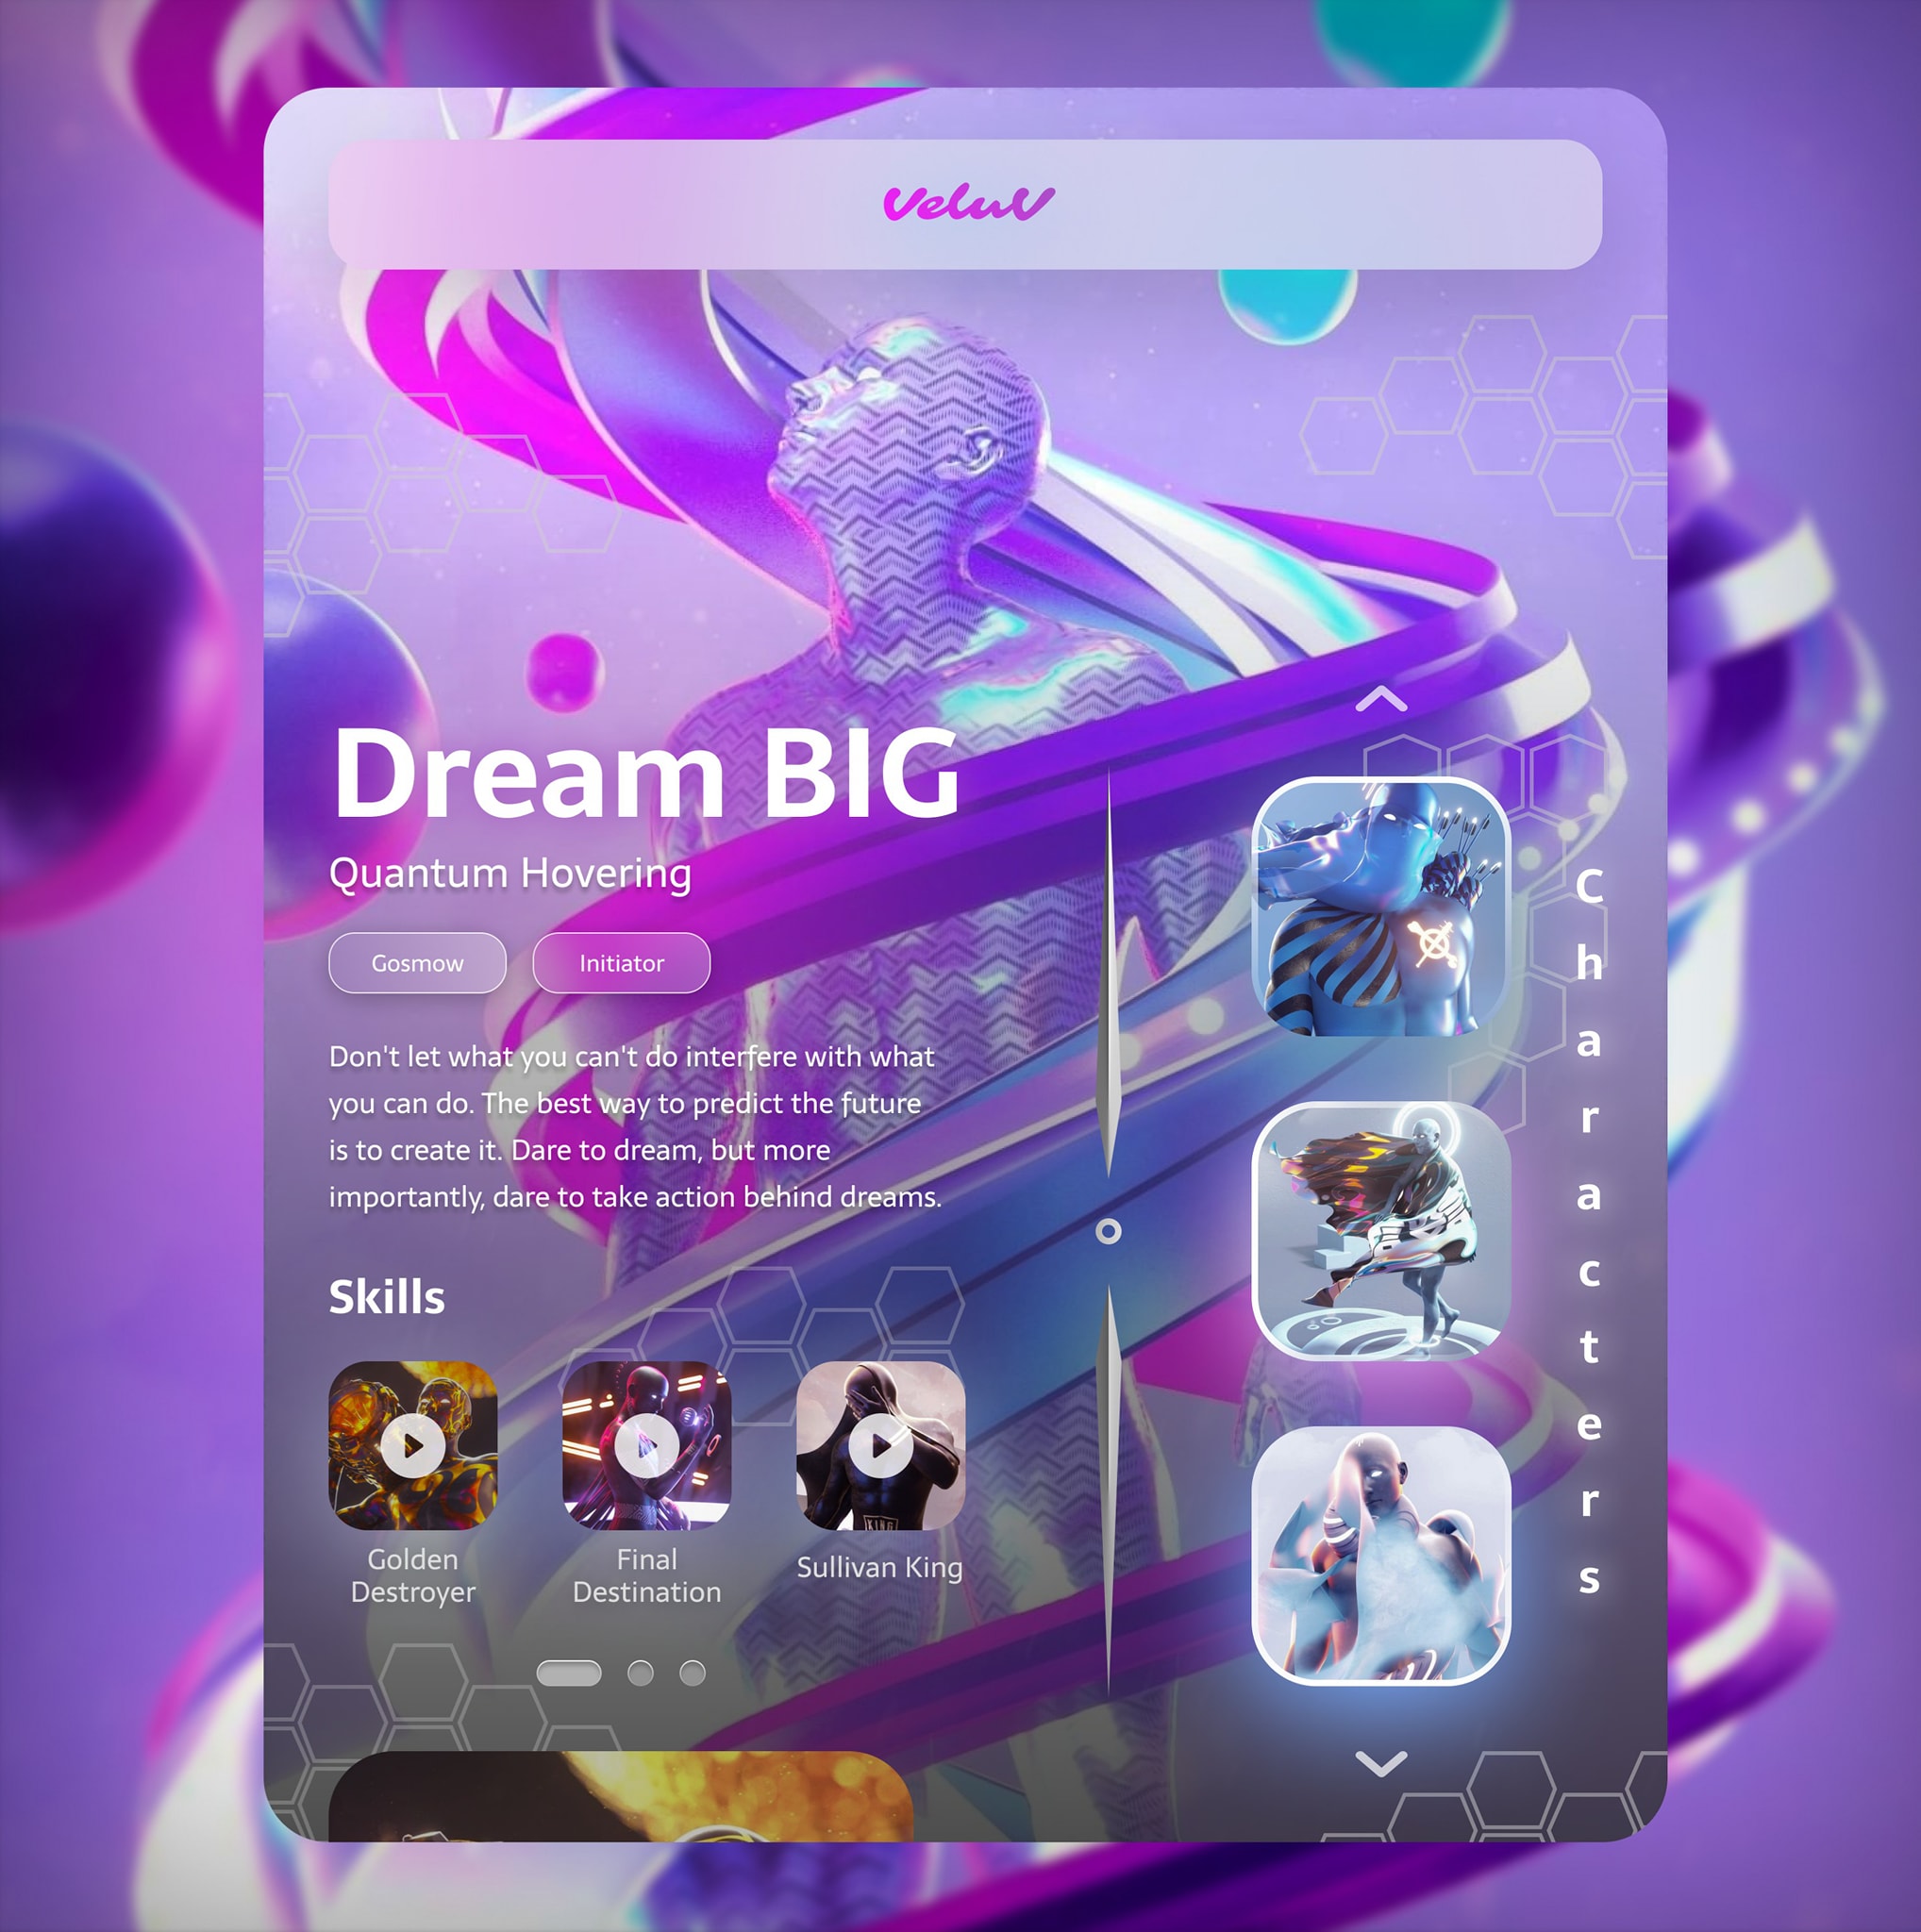 VeluV
Dream BIG
Quantum Hovering
Gosmow
Initiator
Don't let what you can't do interfere with what
you can do. The best way to predict the future
is to create it. Dare to dream, but more
importantly, dare to take action behind dreams.
Skills
Golden
Destroyer
Final
Destination
KING
Sullivan King
Characters